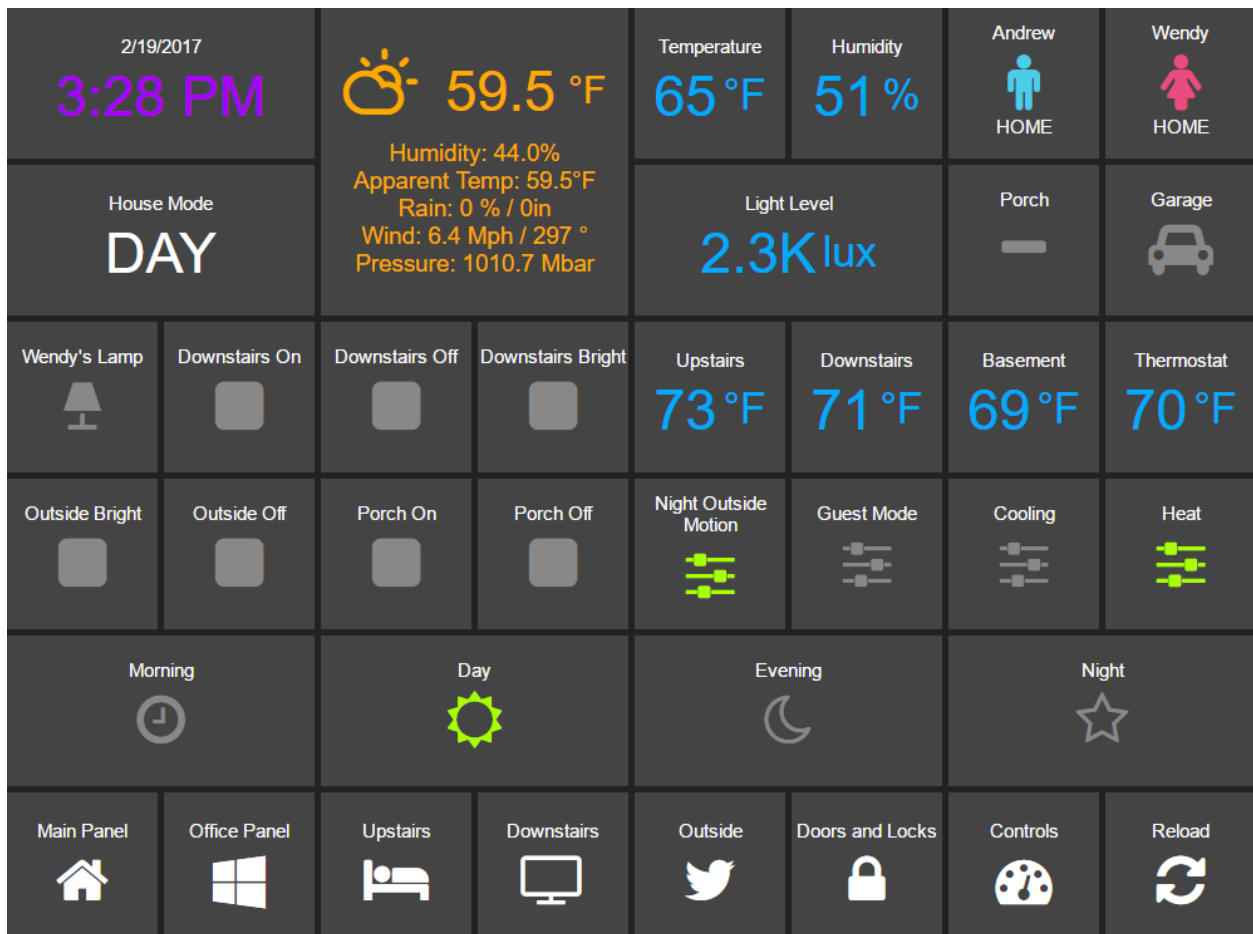 2/19/2017
3:28 PM
59.5 °F
Humidity: 44.0%
Apparent Temp: 59.5°F
Rain: 0 % / 0in
Wind: 6.4 Mph / 297 °
Pressure: 1010.7 Mbar
Temperature
65 °F
Humidity
51 %
Andrew
HOME
Wendy
HOME
House Mode
DAY
Light Level
2.3K lux
Porch
Garage
Wendy's Lamp
Downstairs On
Downstairs Off
Downstairs Bright
Upstairs
73 °F
Downstairs
71 °F
Basement
69 °F
Thermostat
70 °F
Outside Bright
Outside Off
Porch On
Porch Off
Night Outside
Motion
Guest Mode
Cooling
Heat
Morning
Day
Evening
Night
Main Panel
Office Panel
Upstairs
Downstairs
Outside
Doors and Locks
Controls
Reload